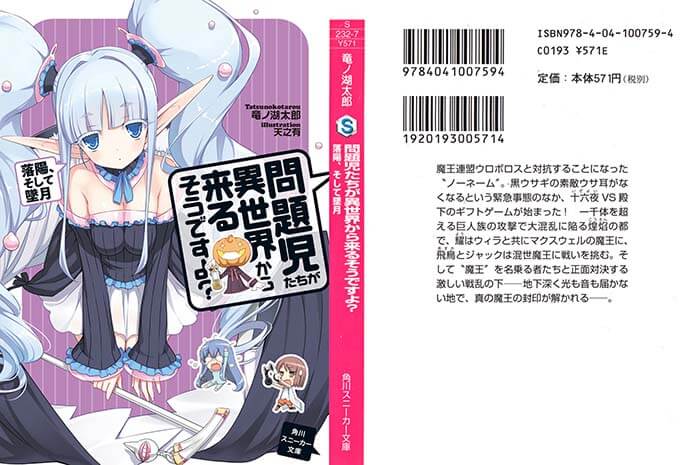 Tatsunokotarou
竜ノ湖太郎
illustration
天之有
落陽、
そして
墜月
問題児たちが
異世界から
来る
そうですよ?
角川
スニーカー
文庫
S
232-7
Y571
竜ノ湖太郎
S
問題児たちが異世界から来るそうですよ?
落陽、そして墜月
角川スニーカー文庫
9784041007594
1920193005714
ISBN978-4-04-100759-4
C0193 ¥571E
定価:本体571円(税別)
魔王連盟ウロボロスと対抗することになった
〝ノーネーム〟。黒ウサギの素敵ウサ耳がなく
なるという緊急事態のなか、十六夜VS殿
下のギフトゲームが始まった! 一千体を超
える巨人族の攻撃で大混乱に陥る煌焔の都
で、耀はウィラと共にマクスウェルの魔王に、
飛鳥とジャックは混世魔王に戦いを挑む。そ
して〝魔王〟を名乗る者たちと正面対決する
激しい戦乱の下――地下深く光も音も届かな
い地で、真の魔王の封印が解かれる――。